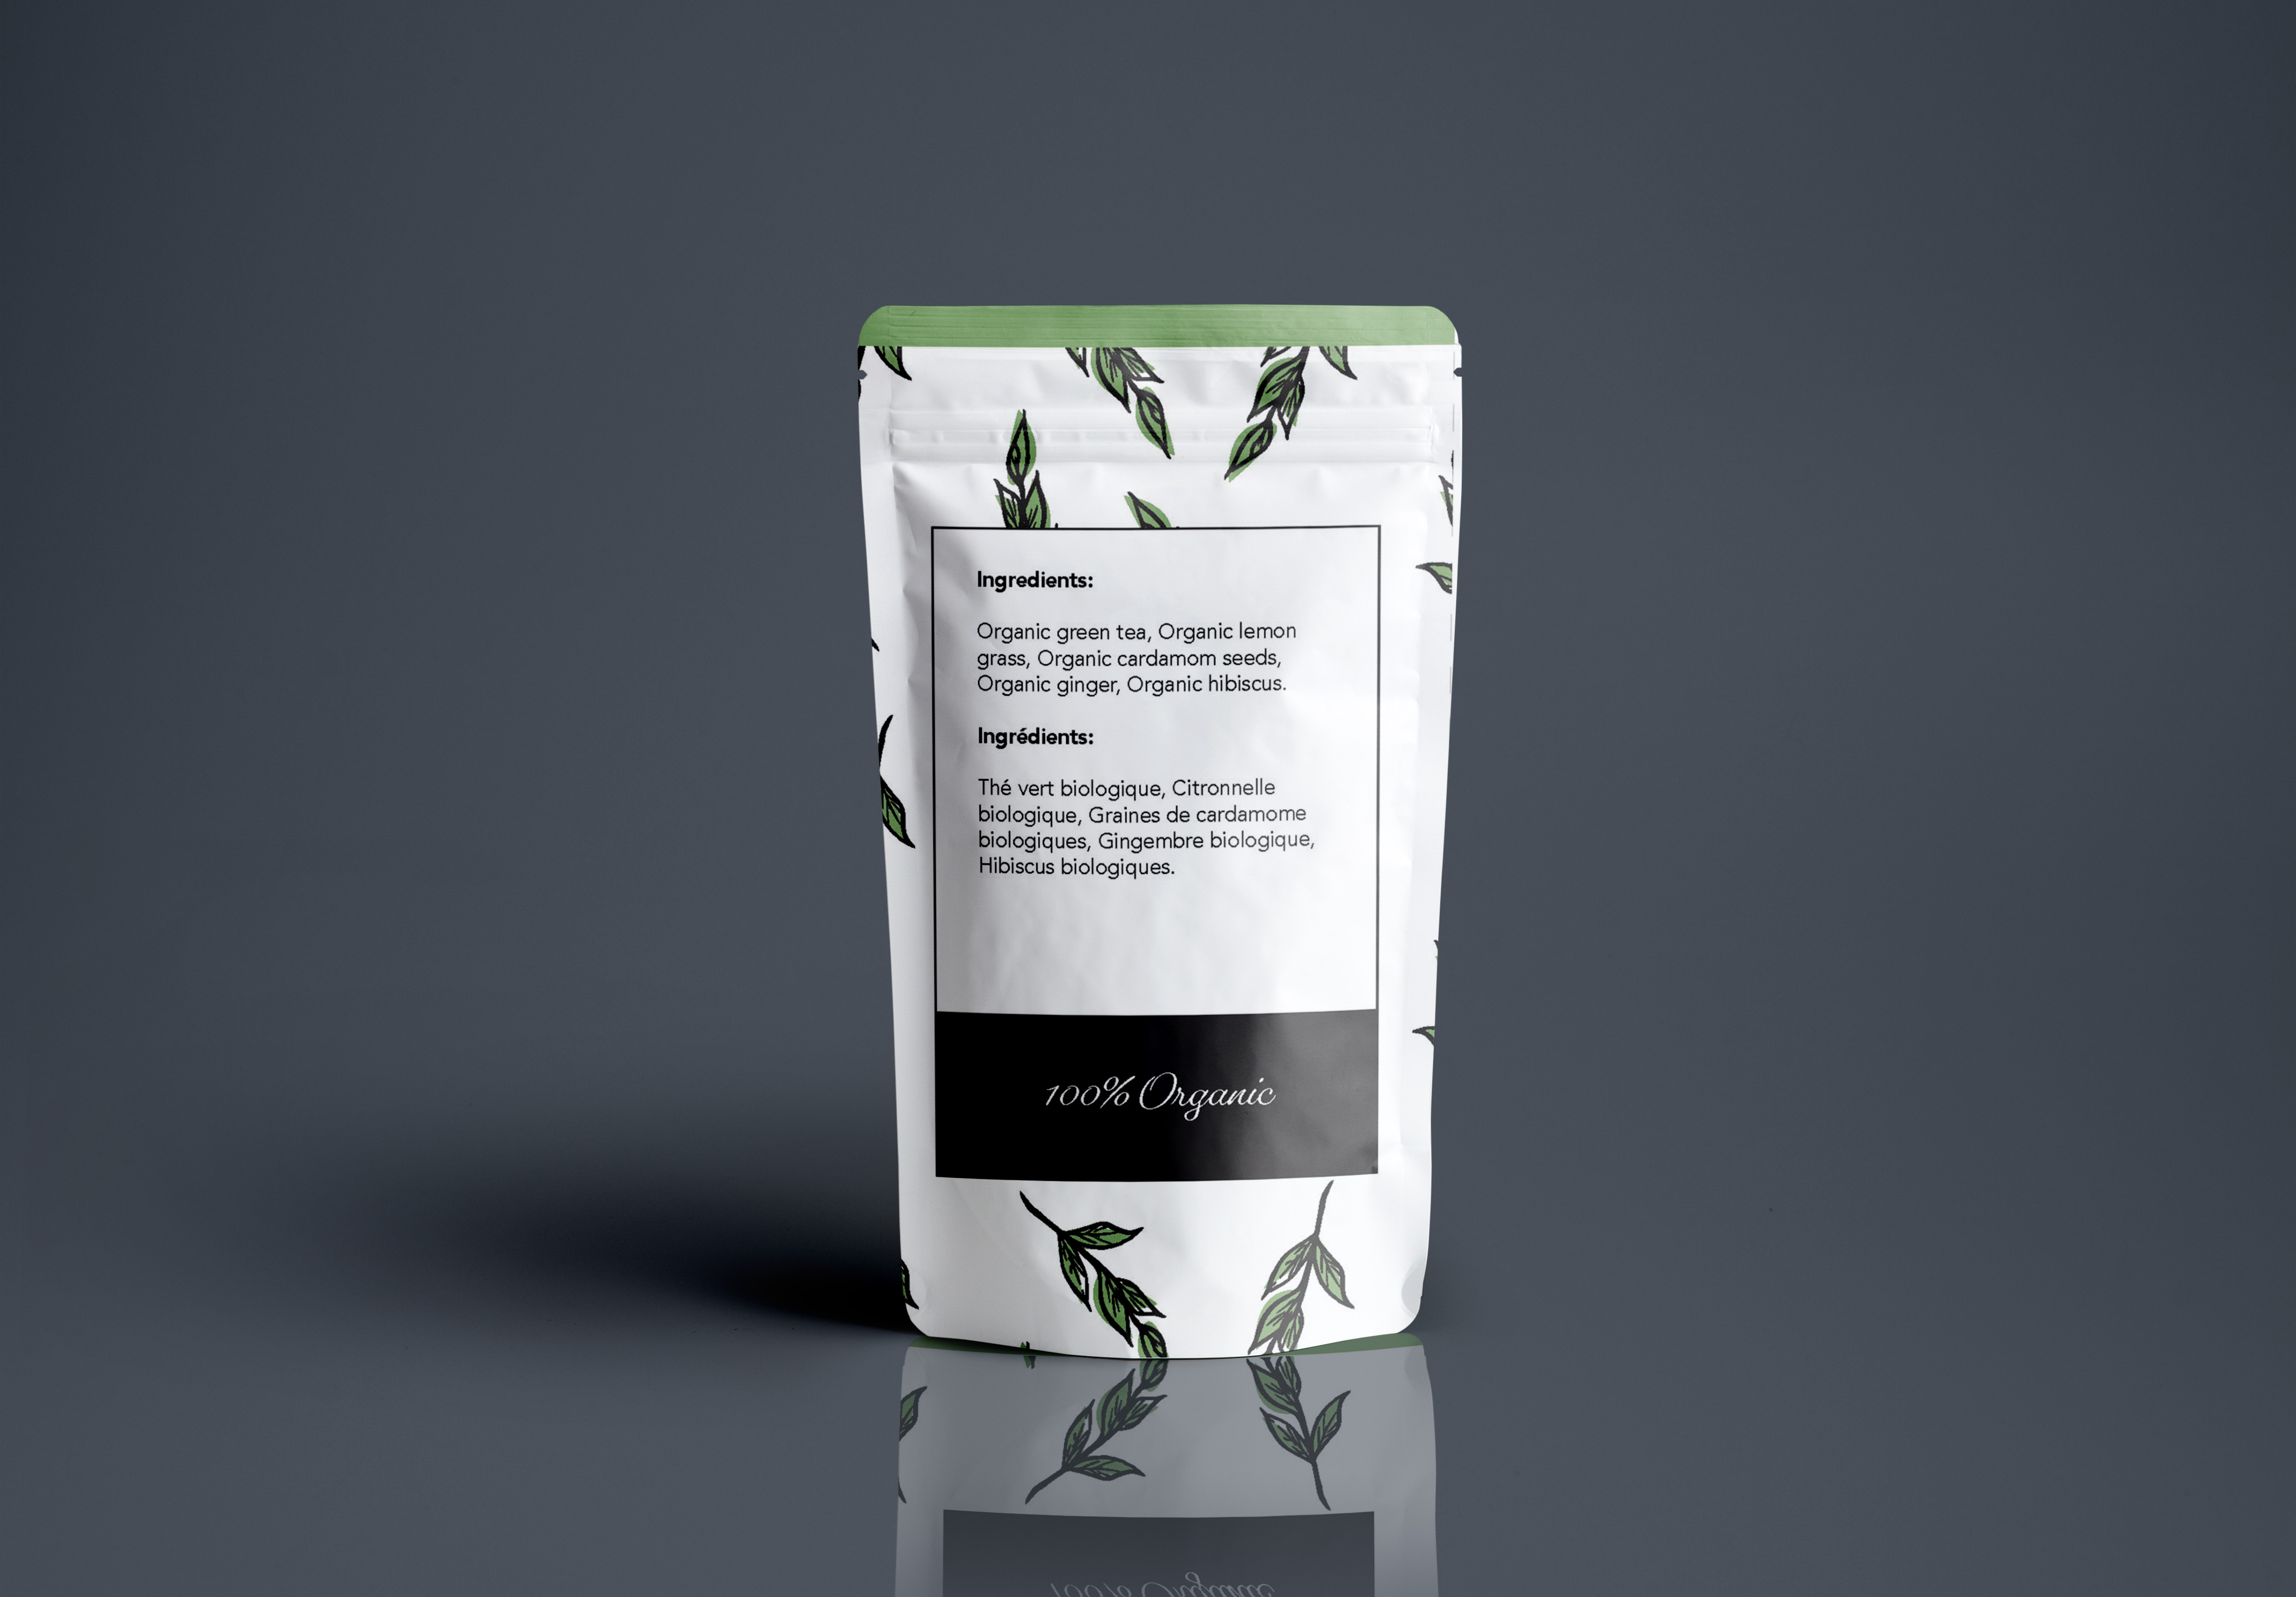 Ingredients:
Organic green tea, Organic lemon
grass, Organic cardamom seeds,
Organic ginger, Organic hibiscus.
Ingrédients:
Thé vert biologique, Citronnelle
biologique, Graines de cardamome
biologiques, Gingembre biologique,
Hibiscus biologiques.
100% Organic